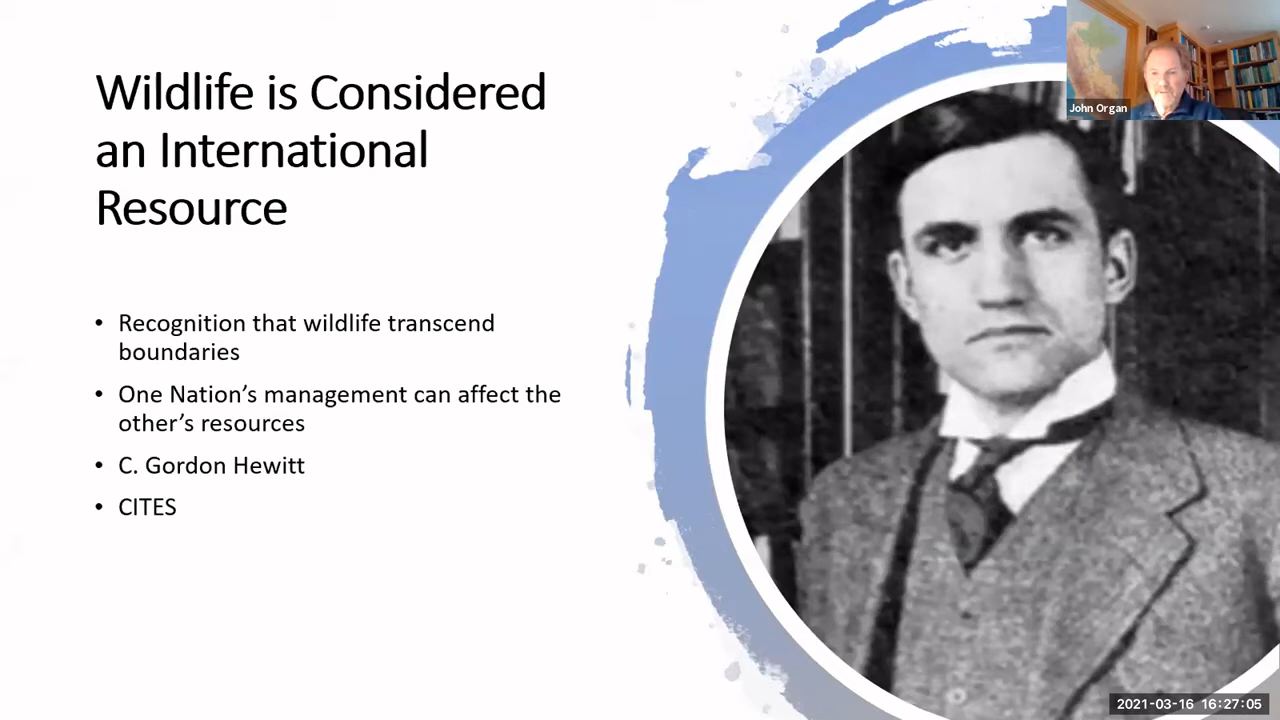 Wildlife is Considered
an International
Resource
• Recognition that wildlife transcend
boundaries
• One Nation’s management can affect the
other’s resources
• C. Gordon Hewitt
• CITES
John Organ
2021-03-16 16:27:05